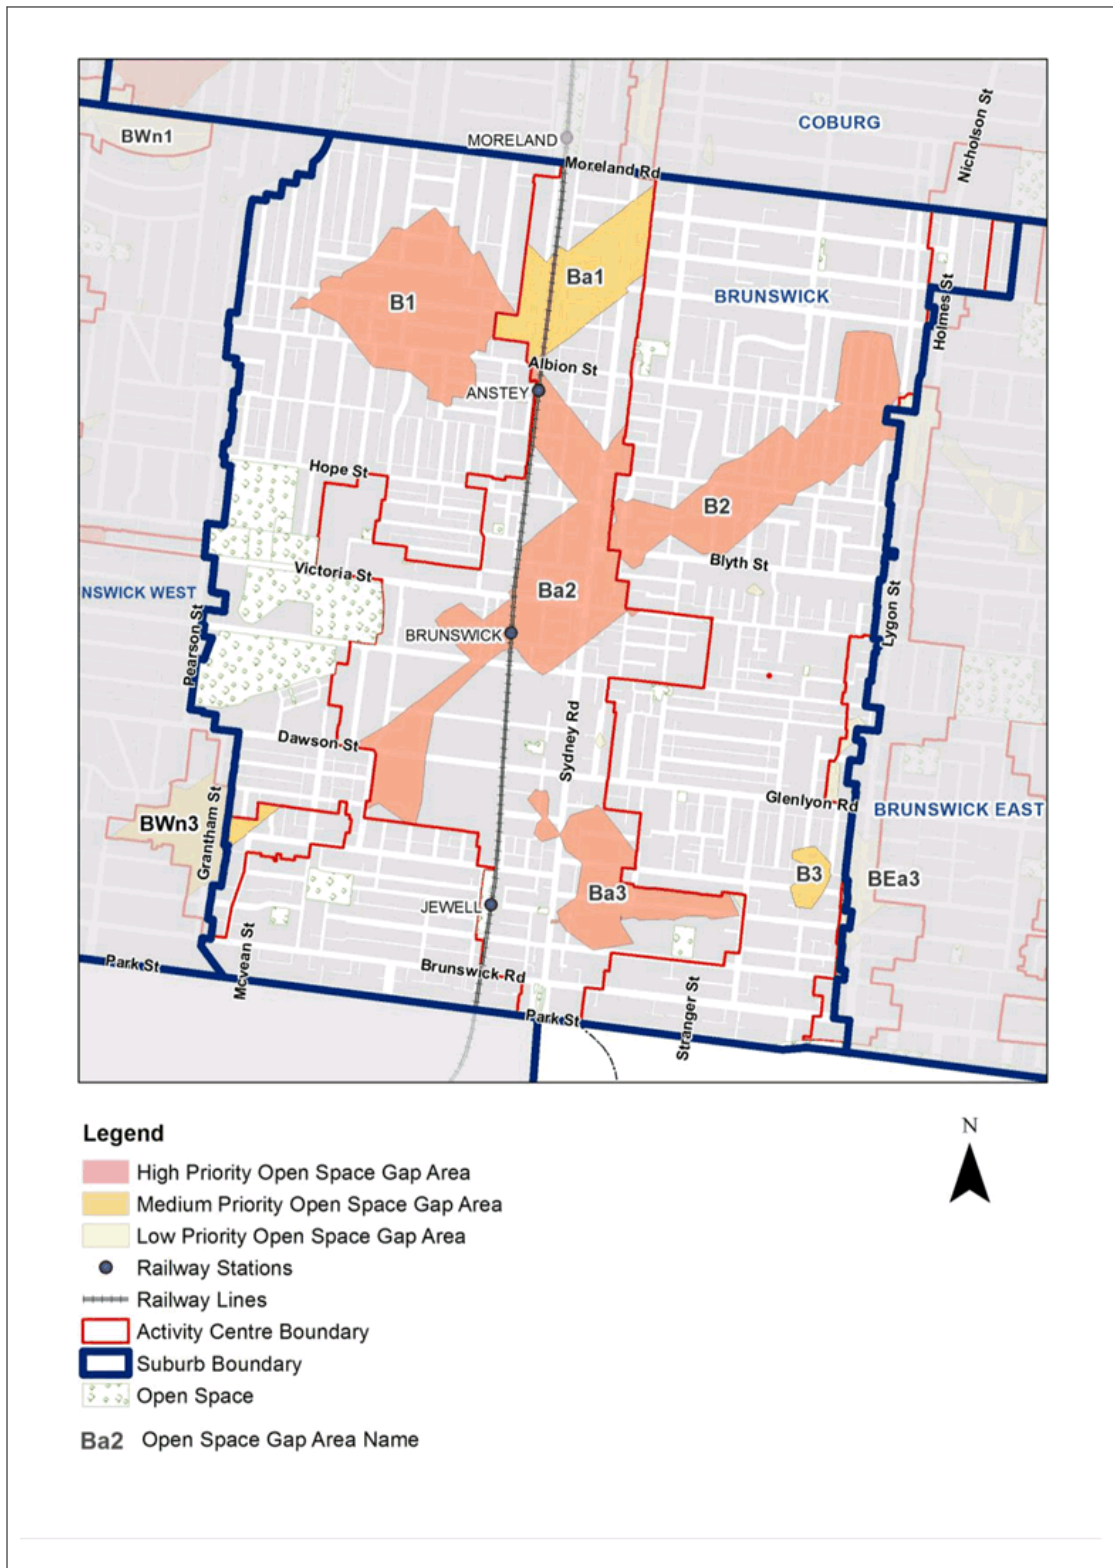 COBURG
Nicholson St
BWn1
MORELAND
Moreland Rd
Ba1
B1
BRUNSWICK
Holmes St
Albion St
ANSTEY
Hope St
B2
Blyth St
Victoria St
NSWICK WEST
Ba2
Lygon St
Pearson St
BRUNSWICK
Sydney Rd
Dawson St
Glenlyon Rd
BRUNSWICK EAST
BWn3
Grantham St
B3
BEa3
Ba3
JEWELL
Mcvean St
Park St
Brunswick Rd
Stranger St
Park St
Legend
N
High Priority Open Space Gap Area
Medium Priority Open Space Gap Area
Low Priority Open Space Gap Area
Railway Stations
Railway Lines
Activity Centre Boundary
Suburb Boundary
Open Space
Ba2 Open Space Gap Area Name